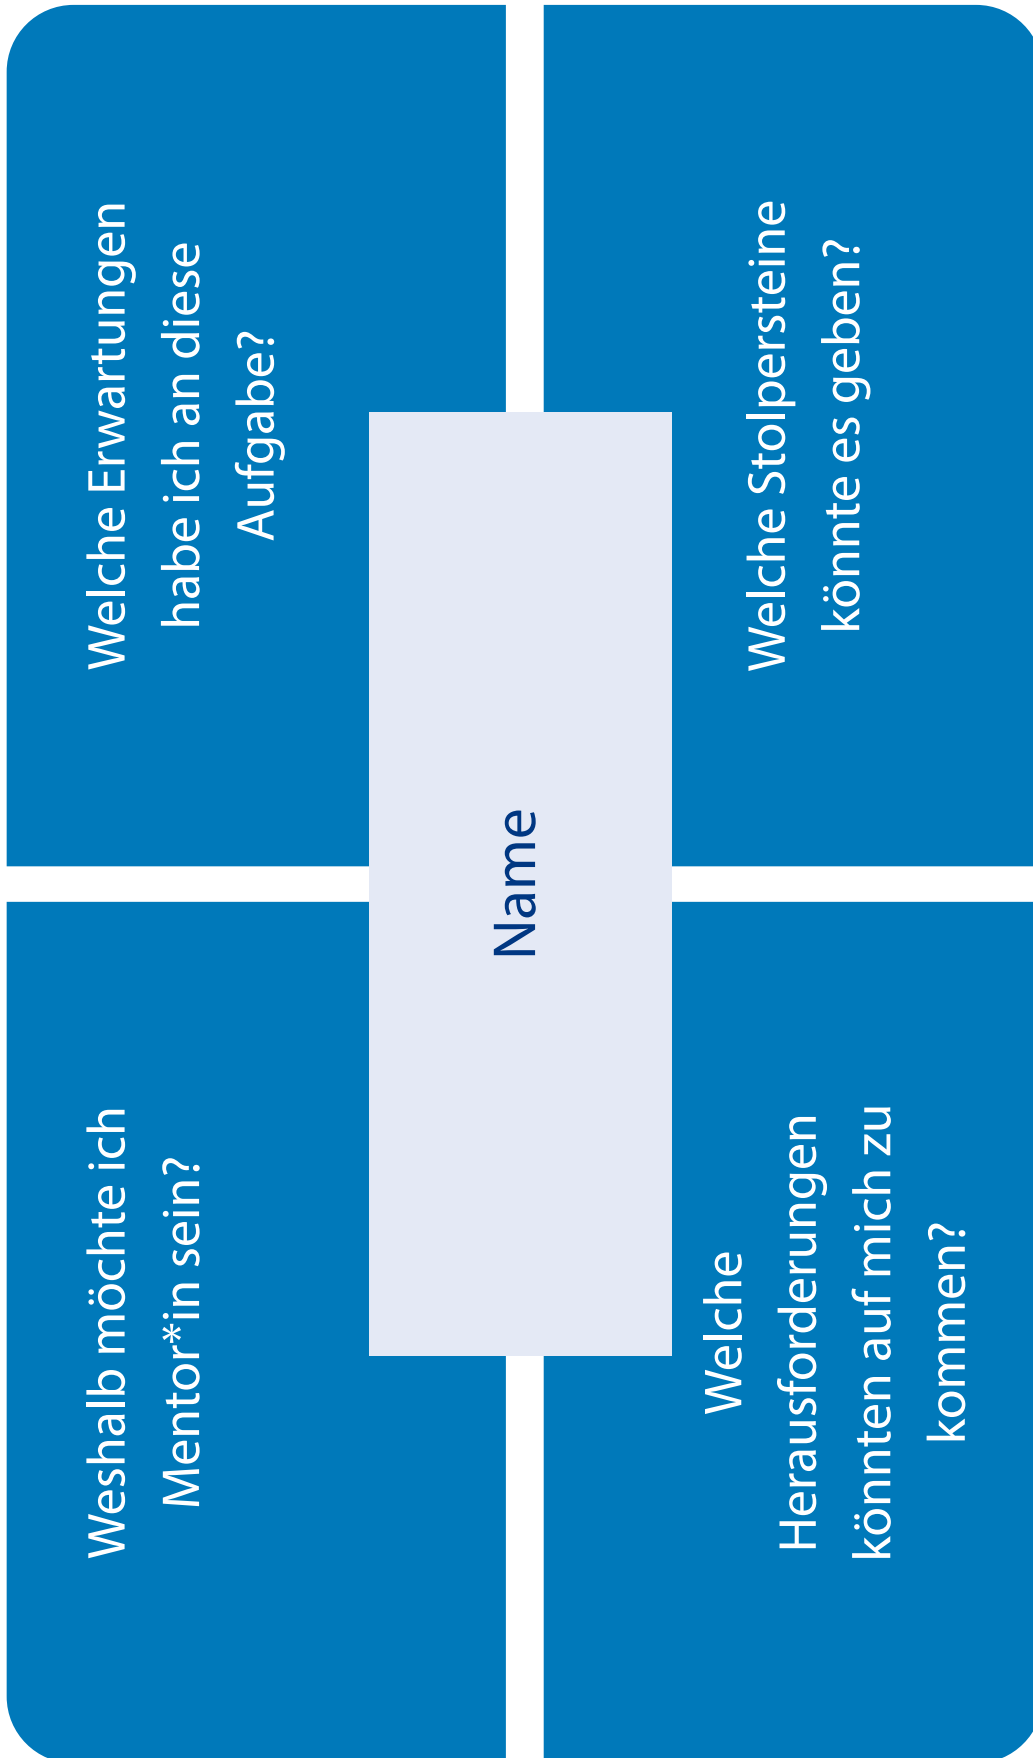 Weshalb möchte ich
Mentor*in sein?
Welche Erwartungen
habe ich an diese
Aufgabe?
Name
Welche
Herausforderungen
könnten auf mich zu
kommen?
Welche Stolpersteine
könnte es geben?